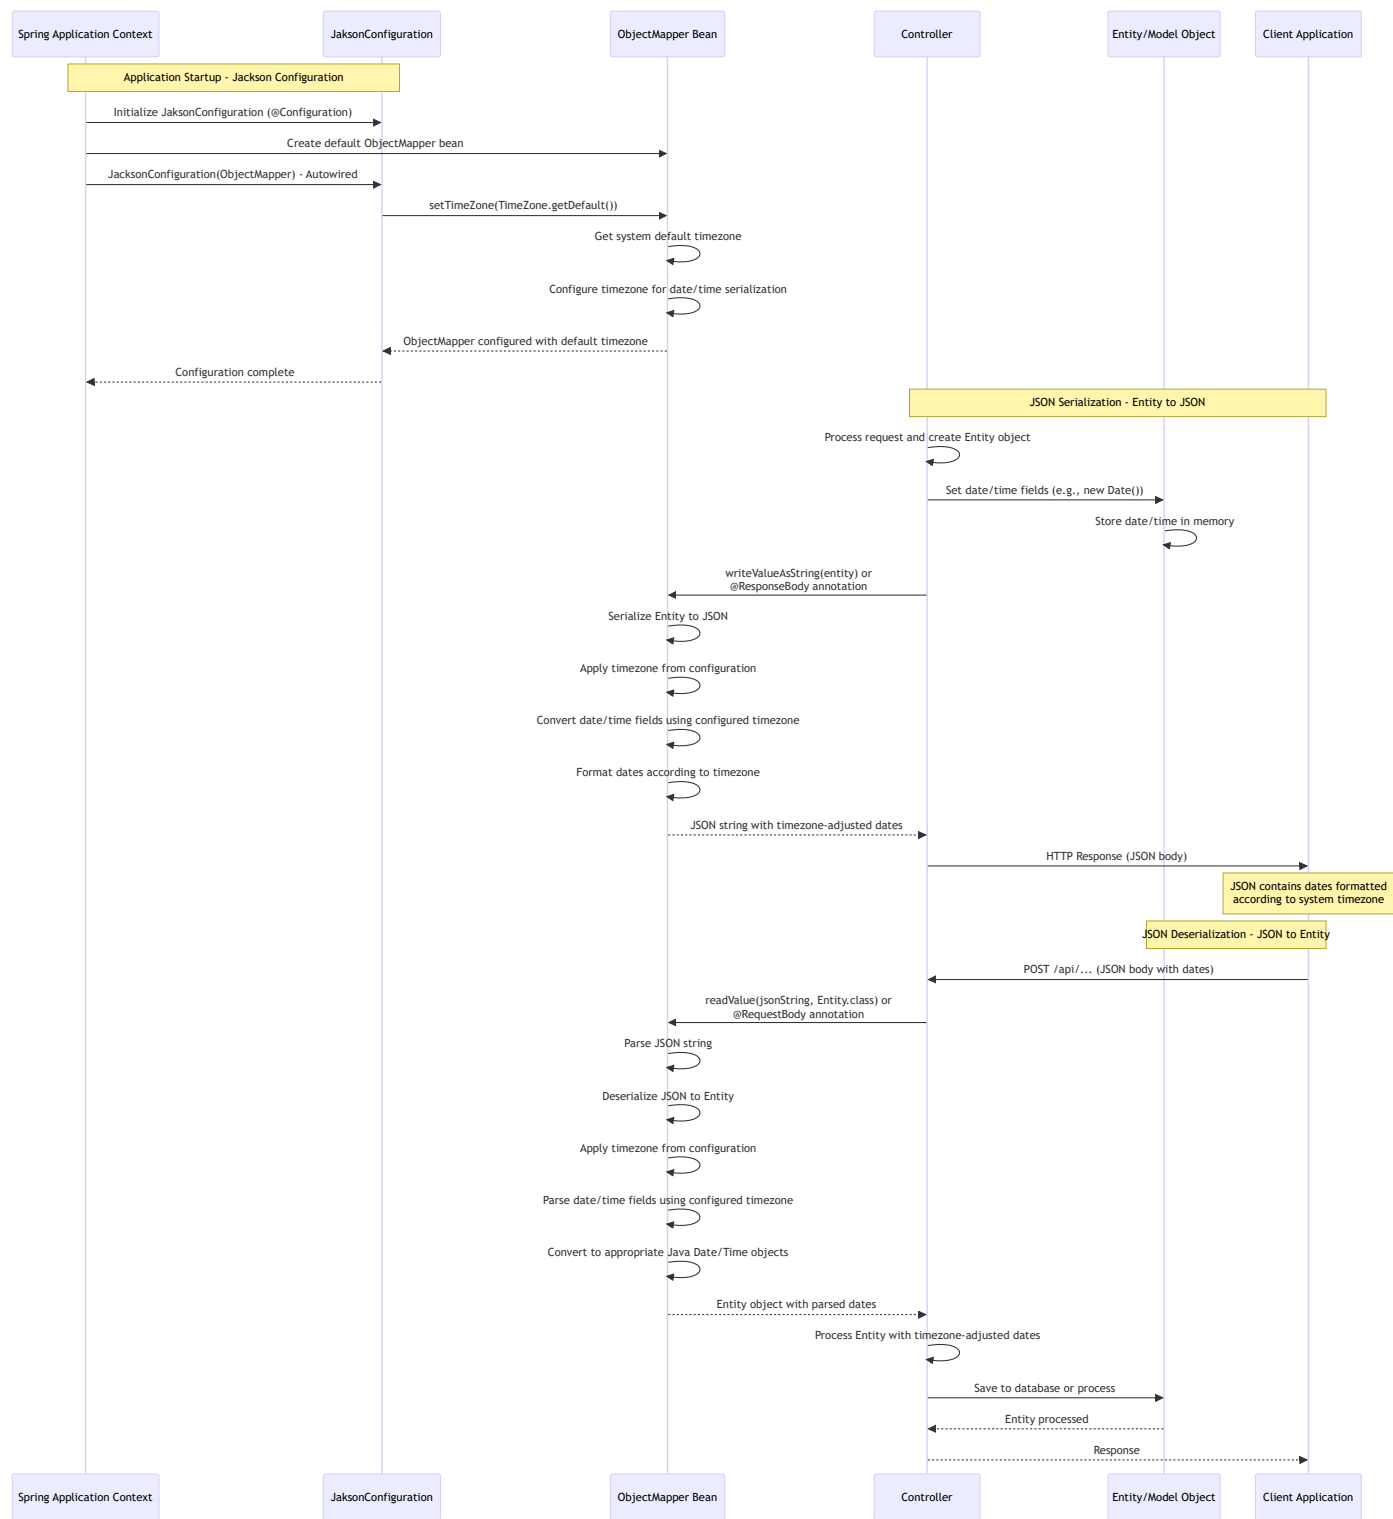 Spring Application Context
JaksonConfiguration
ObjectMapper Bean
Controller
Entity/Model Object
Client Application
Application Startup - Jackson Configuration
Initialize JaksonConfiguration (@Configuration)
Create default ObjectMapper bean
JacksonConfiguration(ObjectMapper) - Autowired
setTimeZone(TimeZone.getDefault())
Get system default timezone
Configure timezone for date/time serialization
ObjectMapper configured with default timezone
Configuration complete
JSON Serialization - Entity to JSON
Process request and create Entity object
Set date/time fields (e.g., new Date())
Store date/time in memory
writeValueAsString(entity) or
@ResponseBody annotation
Serialize Entity to JSON
Apply timezone from configuration
Convert date/time fields using configured timezone
Format dates according to timezone
JSON string with timezone-adjusted dates
HTTP Response (JSON body)
JSON contains dates formatted
according to system timezone
JSON Deserialization - JSON to Entity
POST /api/... (JSON body with dates)
readValue(jsonString, Entity.class) or
@RequestBody annotation
Parse JSON string
Deserialize JSON to Entity
Apply timezone from configuration
Parse date/time fields using configured timezone
Convert to appropriate Java Date/Time objects
Entity object with parsed dates
Process Entity with timezone-adjusted dates
Save to database or process
Entity processed
Response
Spring Application Context
JaksonConfiguration
ObjectMapper Bean
Controller
Entity/Model Object
Client Application